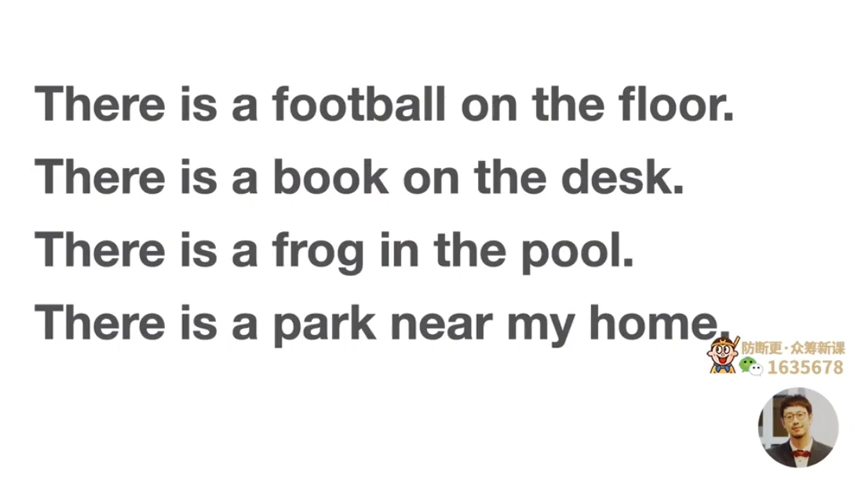 There is a football on the floor.
There is a book on the desk.
There is a frog in the pool.
There is a park near my home.
防断更·众筹新课
1635678